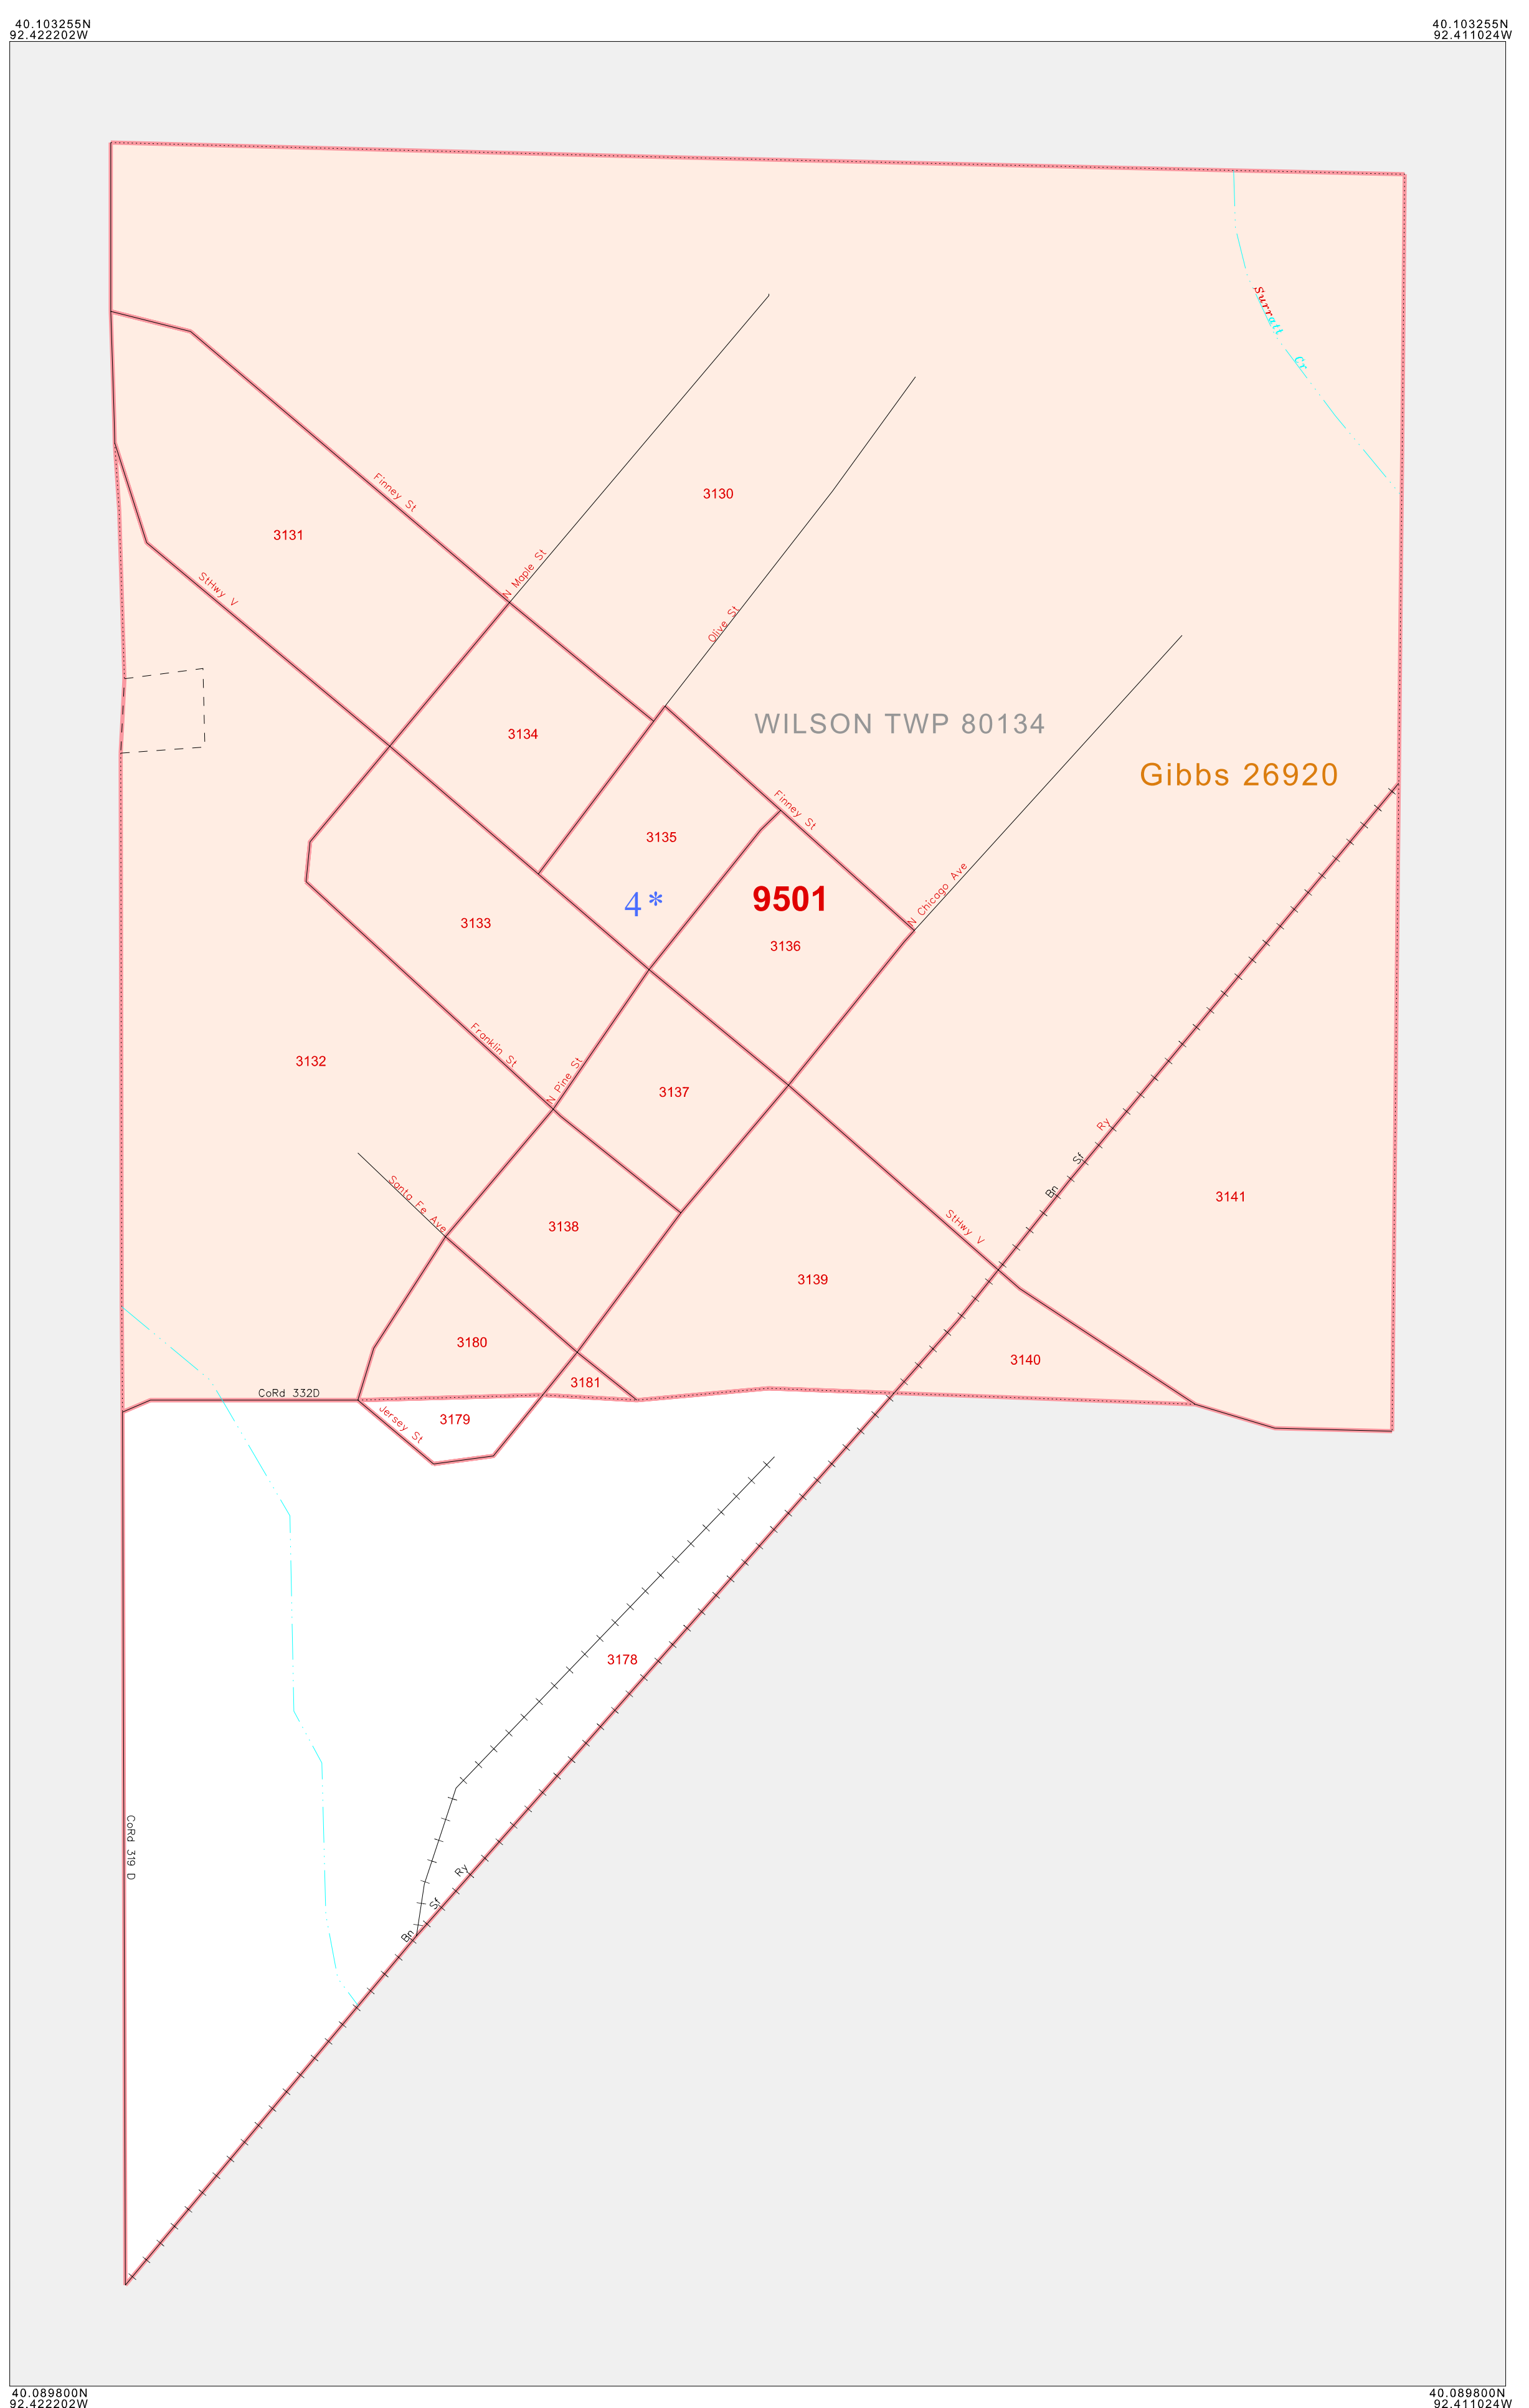 40.103255N
92.422202W
40.103255N
92.411024W
Surratt Cr
Finney St
3130
3131
N Maple St
StHwy V
Olive St
WILSON TWP 80134
3134
Gibbs 26920
Finney St
3135
N Chicago Ave
9501
4*
3133
3136
Franklin St
3132
N Pine St
3137
Bn Sf Ry
Santa Fe Ave
3141
3138
StHwy V
3139
3180
3140
3181
CoRd 332D
Jersey St
3179
3178
CoRd 319 D
Bn Sf Ry
40.089800N
92.422202W
40.089800N
92.411024W